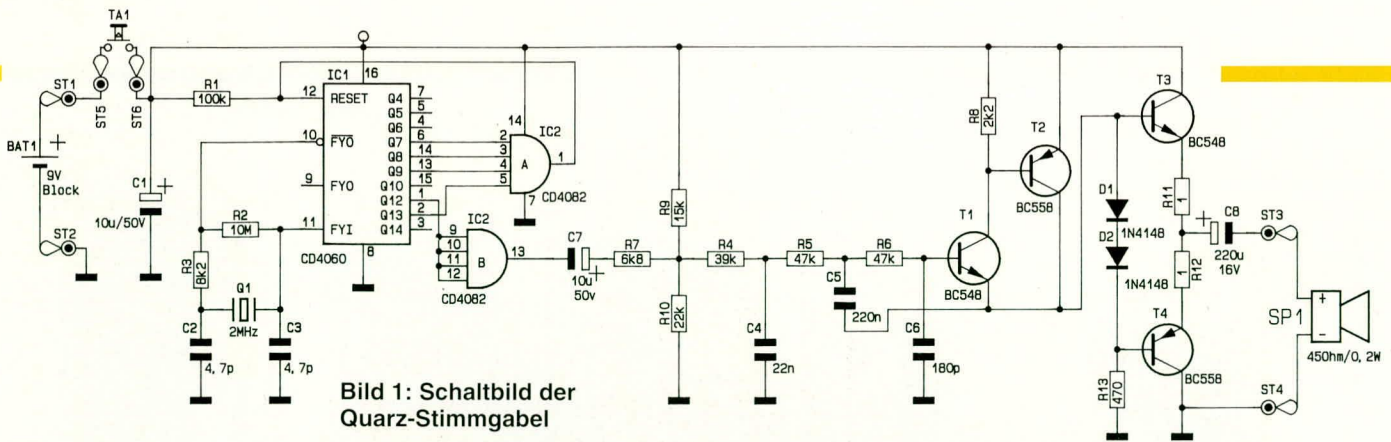 TA1
ST1
ST5
ST6
R1
100k
IC1
16
12
RESET
10
FYO
9
FYO
11
FYI
Q4
7
Q5
5
Q6
4
Q7
6
Q8
14
Q9
13
Q10
15
Q12
1
Q13
2
Q14
3
8
CD4060
BAT1
+
9V
Block
ST2
C1
+
10u/50V
R2
10M
R3
8k2
Q1
2MHz
C2
4,7p
C3
4,7p
14
IC2
2
3
4
5
A
1
7
CD4082
IC2
9
10
11
12
B
13
CD4082
C7
+
10u
50v
R7
6k8
R9
15k
R10
22k
R4
39k
C4
22n
R5
47k
C5
220n
R6
47k
C6
180p
R8
2k2
T1
BC548
T2
BC558
D1
1N4148
D2
1N4148
R13
470
T3
BC548
R11
1
R12
1
T4
BC558
+
C8
220u
16V
ST3
ST4
SP1
+
-
45Ohm/0,2W
Bild 1: Schaltbild der
Quarz-Stimmgabel